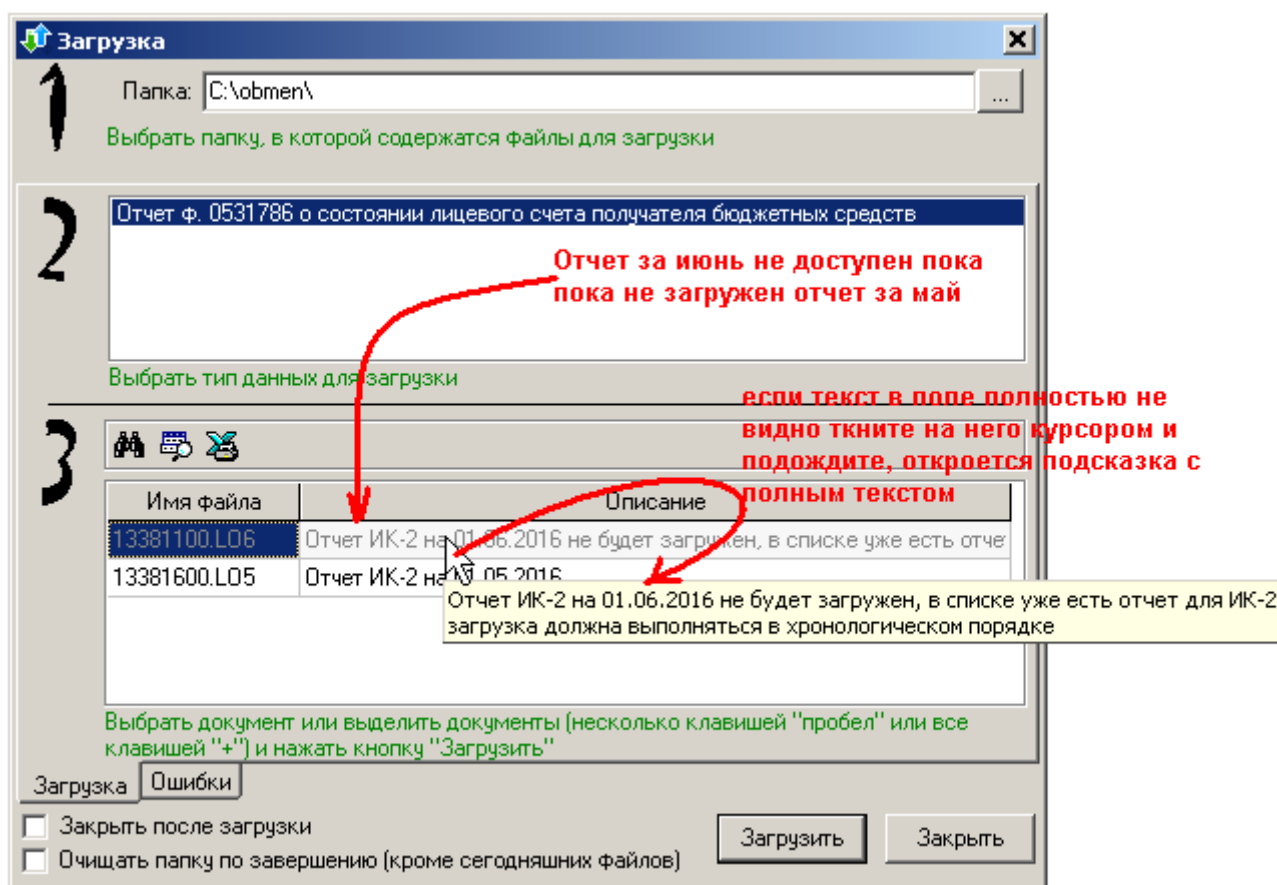 Загрузка
1
Папка: C:\obmen\
...
Выбрать папку, в которой содержатся файлы для загрузки
2
Отчет ф. 0531786 о состоянии лицевого счета получателя бюджетных средств
Отчет за июнь не доступен пока
пока не загружен отчет за май
Выбрать тип данных для загрузки
если текст в поле полностью не
видно ткните на него курсором и
подождите, откроется подсказка с
полным текстом
3
Имя файла Описание
13381100.LO6 Отчет ИК-2 на 01.06.2016 не будет загружен, в списке уже есть отче
13381600.LO5 Отчет ИК-2 на 01.05.2016
Отчет ИК-2 на 01.06.2016 не будет загружен, в списке уже есть отчет для ИК-2
загрузка должна выполняться в хронологическом порядке
Выбрать документ или выделить документы (несколько клавишей "пробел" или все
клавишей "+") и нажать кнопку "Загрузить"
Загрузка Ошибки
Закрыть после загрузки
Очищать папку по завершению (кроме сегодняшних файлов)
Загрузить Закрыть